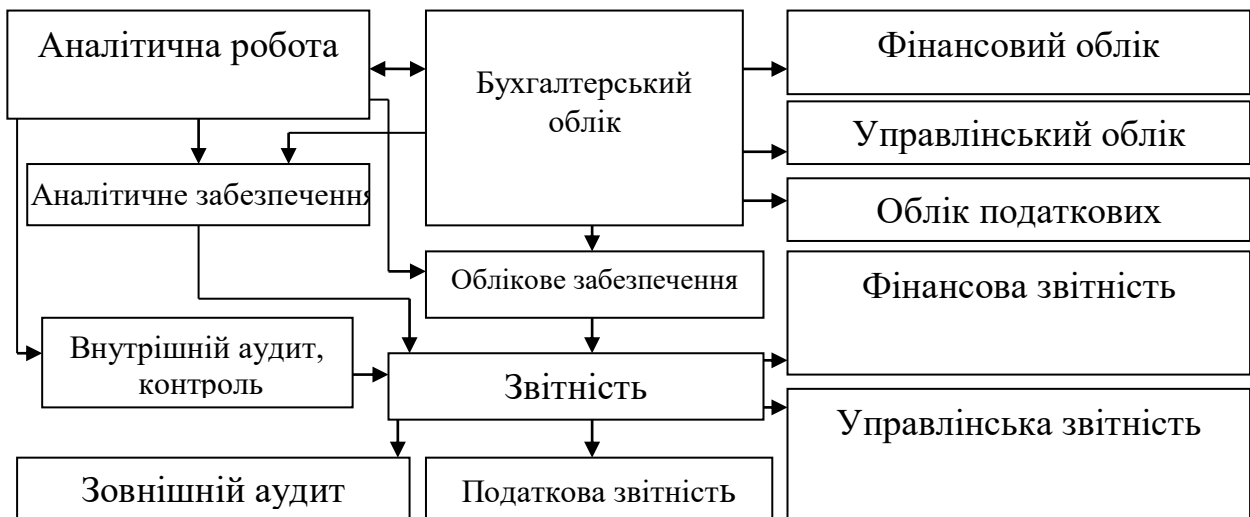 Аналітична робота
Бухгалтерський
облік
Фінансовий облік
Управлінський облік
Аналітичне забезпечення
Облік податкових
Облікове забезпечення
Фінансова звітність
Внутрішній аудит,
контроль
Звітність
Управлінська звітність
Зовнішній аудит
Податкова звітність